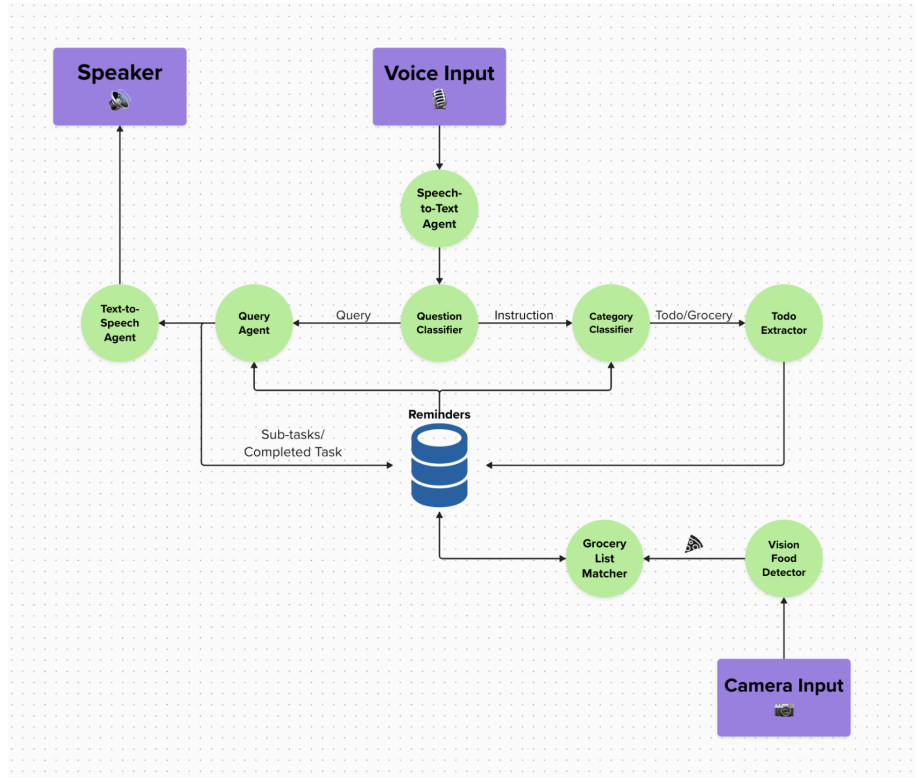 Speaker
Voice Input
Speech-
to-Text
Agent
Text-to-
Speech
Agent
Query
Agent
Query
Question
Classifier
Instruction
Category
Classifier
Todo/Grocery
Todo
Extractor
Reminders
Sub-tasks/
Completed Task
Grocery
List
Matcher
Vision
Food
Detector
Camera Input